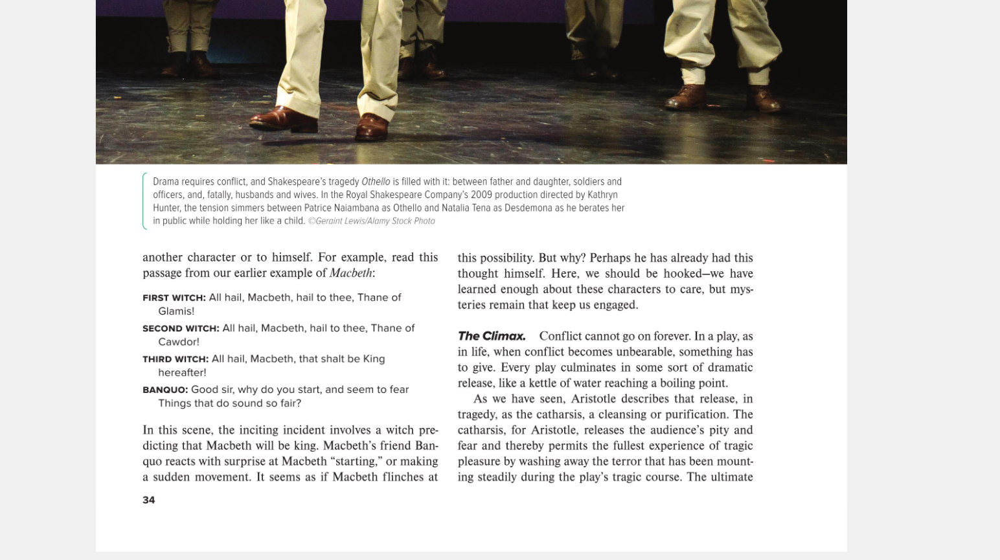 Drama requires conflict, and Shakespeare's tragedy Othello is filled with it: between father and daughter, soldiers and
officers, and, fatally, husbands and wives. In the Royal Shakespeare Company's 2009 production directed by Kathryn
Hunter, the tension simmers between Patrice Naiambana as Othello and Natalia Tena as Desdemona as he berates her
in public while holding her like a child. ©Geraint Lewis/Alamy Stock Photo
another character or to himself. For example, read this
passage from our earlier example of Macbeth:
FIRST WITCH: All hail, Macbeth, hail to thee, Thane of
Glamis!
SECOND WITCH: All hail, Macbeth, hail to thee, Thane of
Cawdor!
THIRD WITCH: All hail, Macbeth, that shalt be King
hereafter!
BANQUO: Good sir, why do you start, and seem to fear
Things that do sound so fair?
In this scene, the inciting incident involves a witch pre-
dicting that Macbeth will be king. Macbeth's friend Ban-
quo reacts with surprise at Macbeth “starting,” or making
a sudden movement. It seems as if Macbeth flinches at
this possibility. But why? Perhaps he has already had this
thought himself. Here, we should be hooked—we have
learned enough about these characters to care, but mys-
teries remain that keep us engaged.
The Climax. Conflict cannot go on forever. In a play, as
in life, when conflict becomes unbearable, something has
to give. Every play culminates in some sort of dramatic
release, like a kettle of water reaching a boiling point.
As we have seen, Aristotle describes that release, in
tragedy, as the catharsis, a cleansing or purification. The
catharsis, for Aristotle, releases the audience's pity and
fear and thereby permits the fullest experience of tragic
pleasure by washing away the terror that has been mount-
ing steadily during the play's tragic course. The ultimate
34